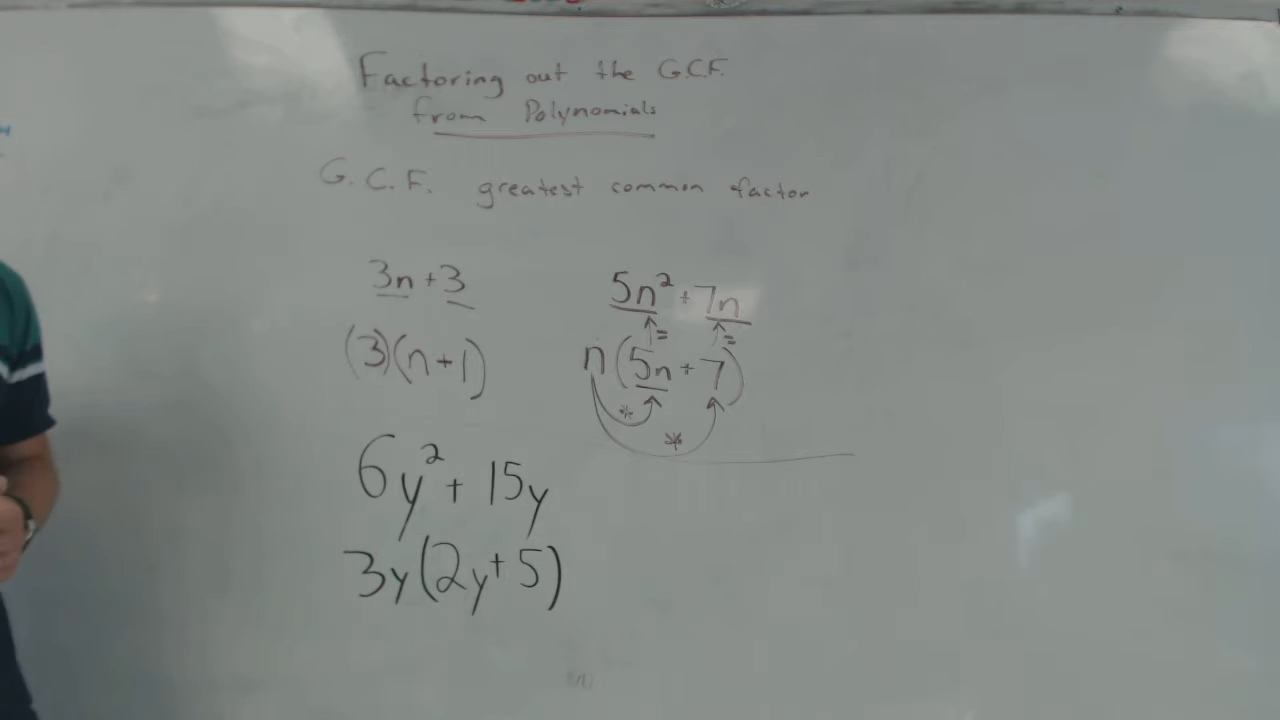 Factoring out the G.C.F.
from Polynomials
G.C.F. greatest common factor
3n + 3
(3)(n+1)
5n² + 7n
= =
n(5n + 7)
* *
6y² + 15y
3y(2y+5)